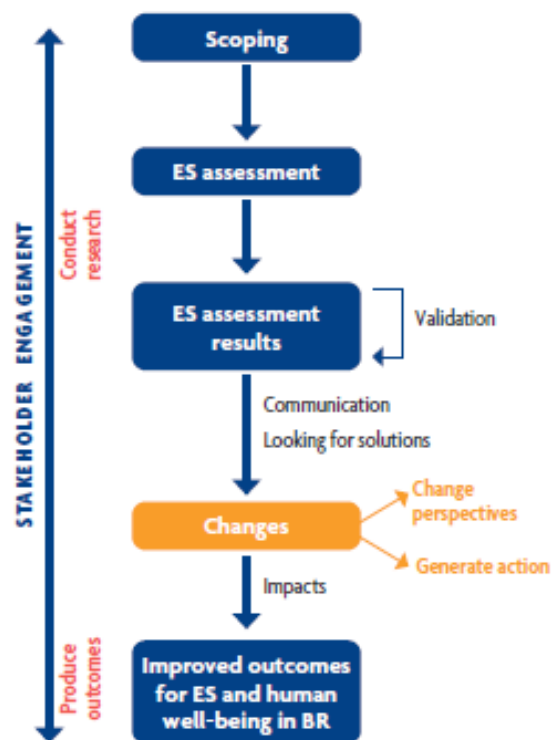 Scoping
ES assessment
STAKEHOLDER ENGAGEMENT
Conduct
research
ES assessment
results
Validation
Communication
Looking for solutions
Changes
Change
perspectives
Generate action
Impacts
Produce
outcomes
Improved outcomes
for ES and human
well-being in BR